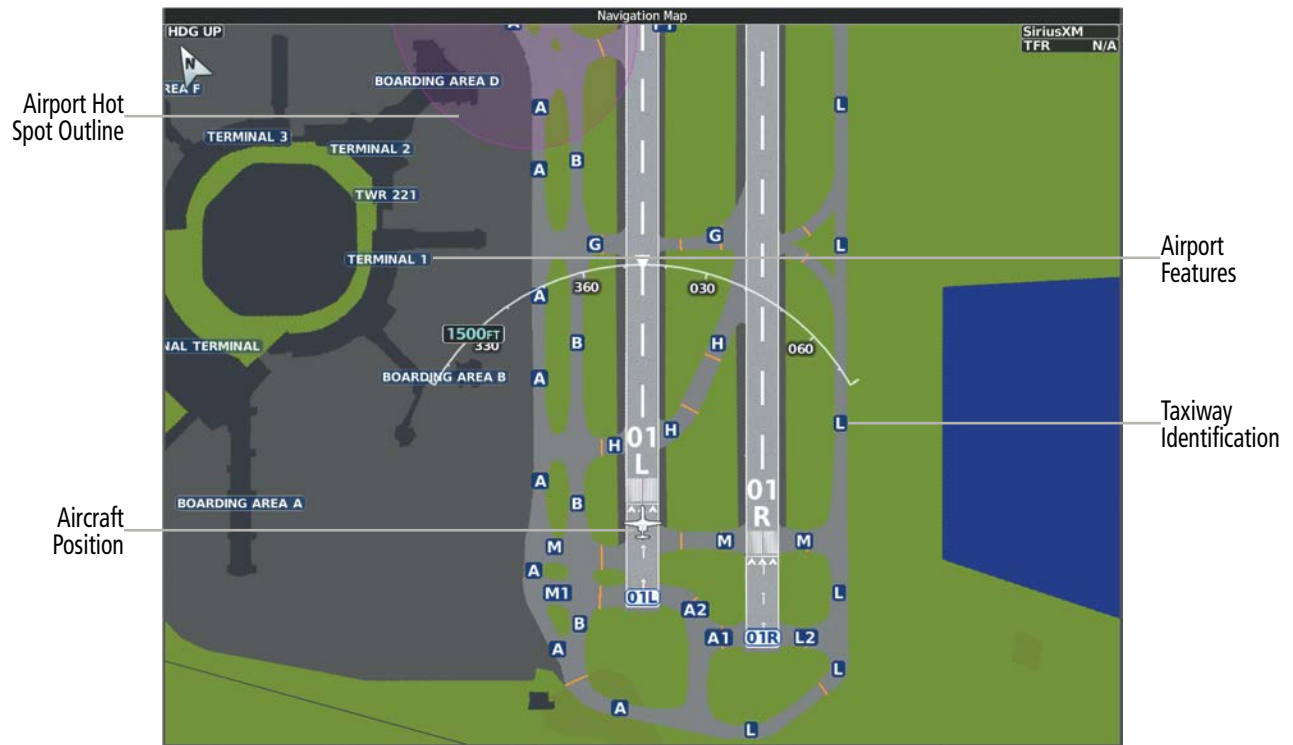 Navigation Map
HDG UP
N
SiriusXM
TFR N/A
A
BOARDING AREA D
REA F
Airport Hot
Spot Outline
A
L
TERMINAL 3
TERMINAL 2
B
A
TWR 221
G
G
L
TERMINAL 1
Airport
Features
360
030
A
1500FT
330
B
H
060
NAL TERMINAL
BOARDING AREA B
A
L
Taxiway
Identification
H
01
L
H
A
B
01
R
BOARDING AREA A
Aircraft
Position
M
M
M
A
M1
01L
L
A2
B
A1
01R
L2
A
L
A
L